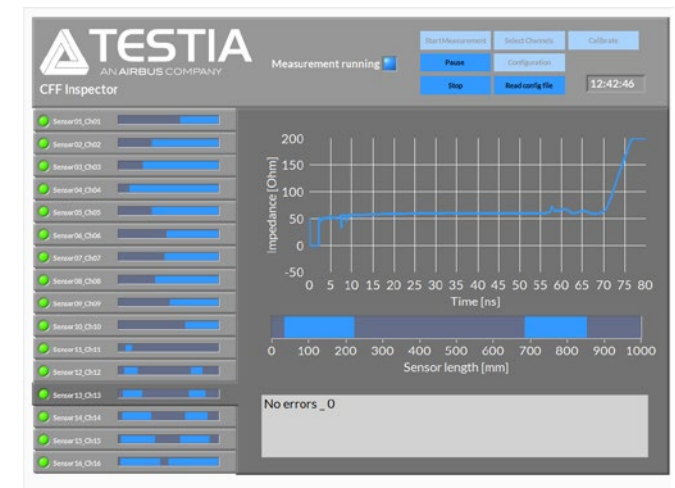 TESTIA
AN AIRBUS COMPANY
CFF Inspector
Measurement running
Start Measurement
Select Channels
Calibrate
Pause
Configuration
Stop
Read config file
12:42:46
Sensor01_Ch01
Sensor02_Ch02
Sensor03_Ch03
Sensor04_Ch04
Sensor05_Ch05
Sensor06_Ch06
Sensor07_Ch07
Sensor08_Ch08
Sensor09_Ch09
Sensor10_Ch10
Sensor11_Ch11
Sensor12_Ch12
Sensor13_Ch13
Sensor14_Ch14
Sensor15_Ch15
Sensor16_Ch16
Impedance [Ohm]
200
150
100
50
0
-50
0 5 10 15 20 25 30 35 40 45 50 55 60 65 70 75 80
Time [ns]
0 100 200 300 400 500 600 700 800 900 1000
Sensor length [mm]
No errors _ 0